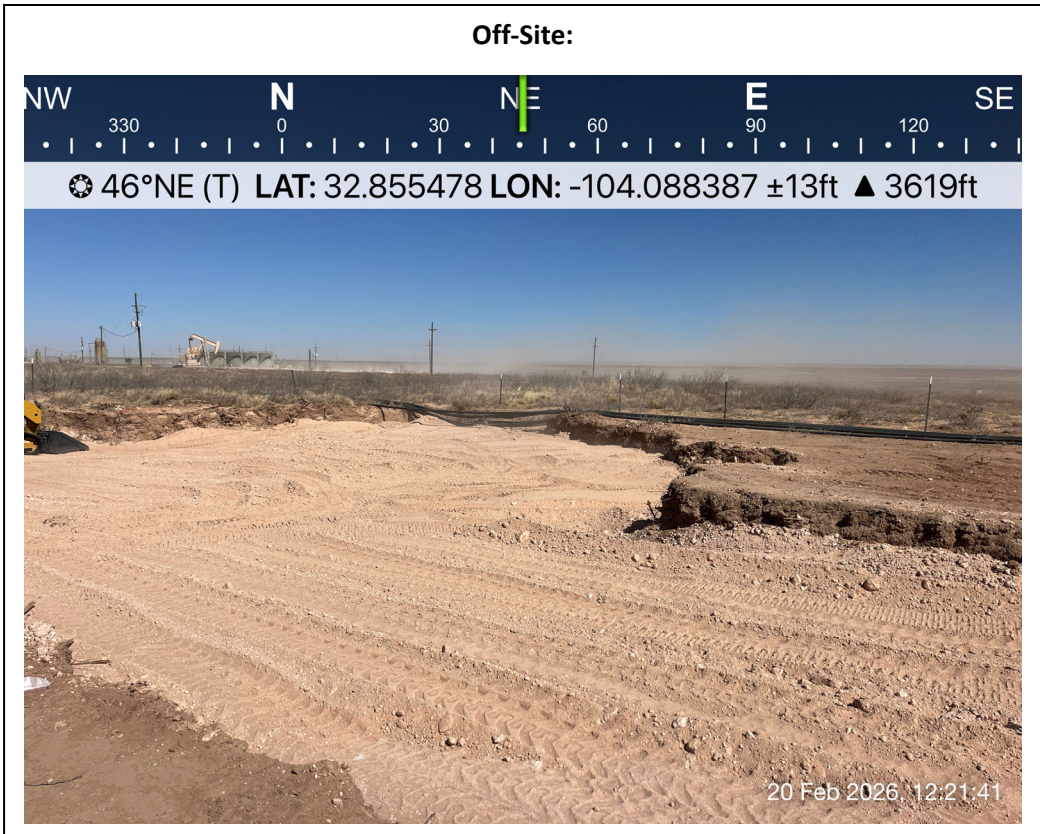 Off-Site:
NW N NE E SE
330 0 30 60 90 120
46°NE (T) LAT: 32.855478 LON: -104.088387 ±13ft ▲ 3619ft
20 Feb 2026, 12:21:41